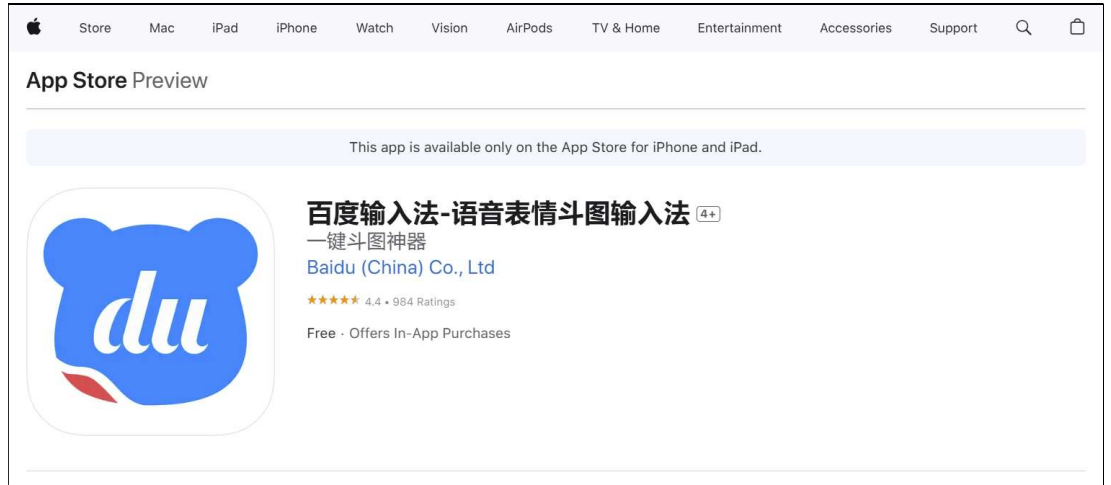 Store Mac iPad iPhone Watch Vision AirPods TV & Home Entertainment Accessories Support
App Store Preview
This app is available only on the App Store for iPhone and iPad.
百度输入法-语音表情斗图输入法 4+
一键斗图神器
Baidu (China) Co., Ltd
4.4 • 984 Ratings
Free · Offers In-App Purchases
du